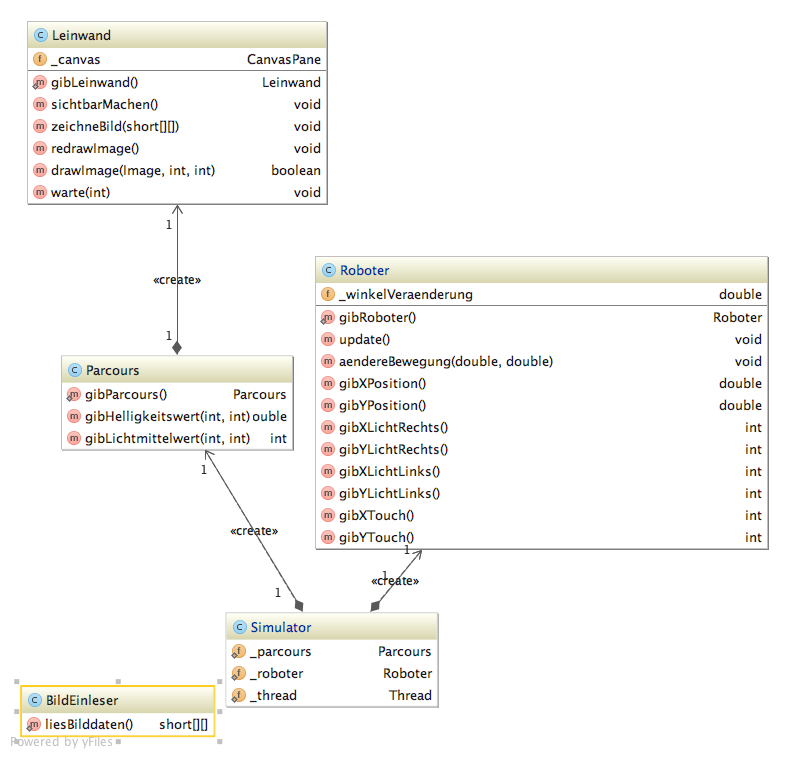 Leinwand
_canvas CanvasPane
gibLeinwand() Leinwand
sichtbarMachen() void
zeichneBild(short[][]) void
redrawImage() void
drawImage(Image, int, int) boolean
warte(int) void
1
«create»
1
Roboter
_winkelVeraenderung double
gibRoboter() Roboter
update() void
aendereBewegung(double, double) void
gibXPosition() double
gibYPosition() double
gibXLichtRechts() int
gibYLichtRechts() int
gibXLichtLinks() int
gibYLichtLinks() int
gibXTouch() int
gibYTouch() int
Parcours
gibParcours() Parcours
gibHelligkeitswert(int, int) ouble
gibLichtmittelwert(int, int) int
1
«create»
1
1
1
«create»
Simulator
_parcours Parcours
_roboter Roboter
_thread Thread
BildEinleser
liesBilddaten() short[][]
Powered by yFiles